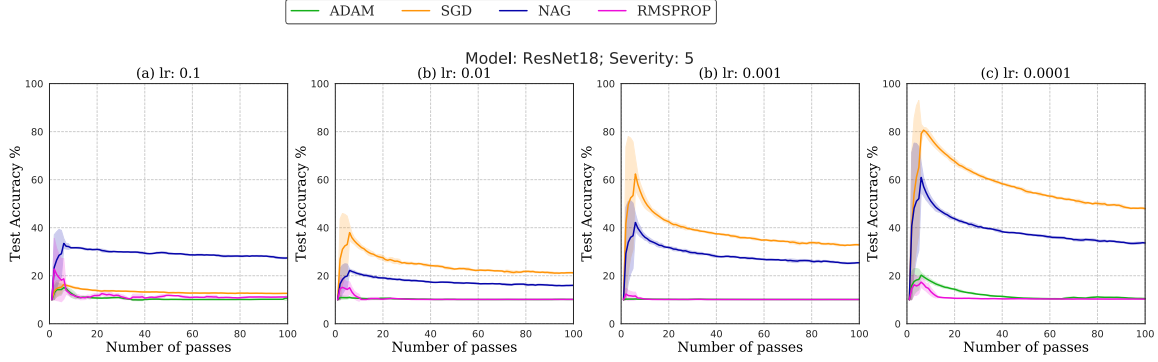 ADAM SGD NAG RMSPROP
Model: ResNet18; Severity: 5
(a) lr: 0.1
Test Accuracy %
100
80
60
40
20
0
0 20 40 60 80 100
Number of passes
(b) lr: 0.01
Test Accuracy %
100
80
60
40
20
0
0 20 40 60 80 100
Number of passes
(b) lr: 0.001
Test Accuracy %
100
80
60
40
20
0
0 20 40 60 80 100
Number of passes
(c) lr: 0.0001
Test Accuracy %
100
80
60
40
20
0
0 20 40 60 80 100
Number of passes